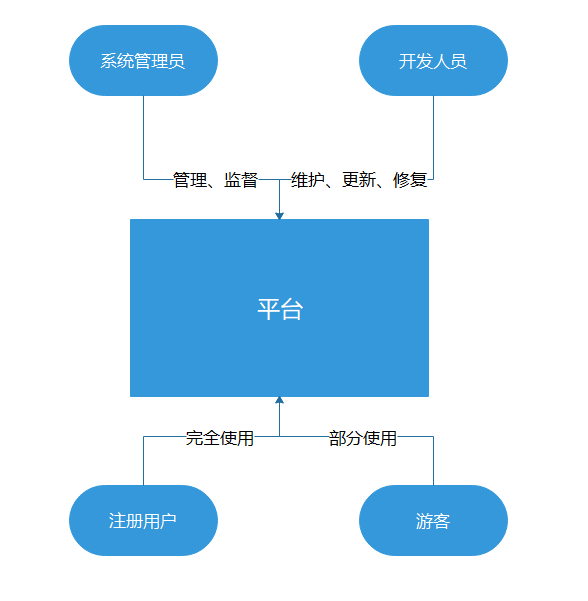 系统管理员
开发人员
管理、监督
维护、更新、修复
平台
完全使用
部分使用
注册用户
游客